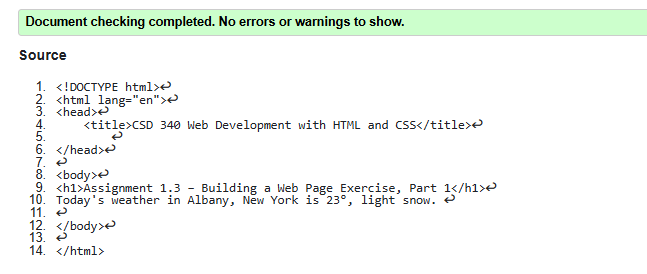 Document checking completed. No errors or warnings to show.
Source
1. <!DOCTYPE html>↩
2. <html lang="en">↩
3. <head>↩
4.     <title>CSD 340 Web Development with HTML and CSS</title>↩
5.         ↩
6. </head>↩
7. ↩
8. <body>↩
9. <h1>Assignment 1.3 - Building a Web Page Exercise, Part 1</h1>↩
10. Today's weather in Albany, New York is 23°, light snow. ↩
11. ↩
12. </body>↩
13. ↩
14. </html>